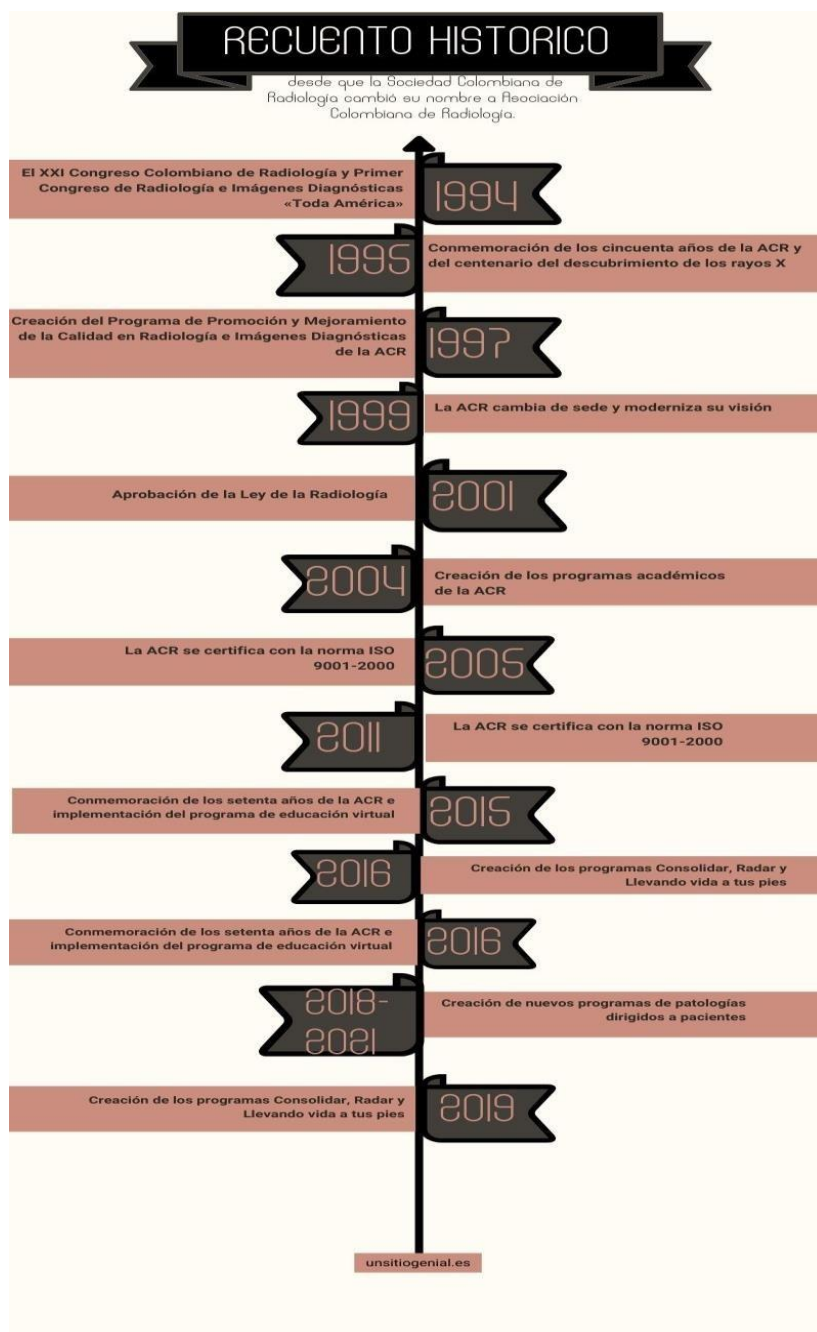 RECUENTO HISTORICO
desde que la Sociedad Colombiana de
Radiología cambió su nombre a Asociación
Colombiana de Radiología.
El XXI Congreso Colombiano de Radiología y Primer
Congreso de Radiología e Imágenes Diagnósticas
«Toda América»
1994
1995
Conmemoración de los cincuenta años de la ACR y
del centenario del descubrimiento de los rayos X
Creación del Programa de Promoción y Mejoramiento
de la Calidad en Radiología e Imágenes Diagnósticas
de la ACR
1997
1999
La ACR cambia de sede y moderniza su visión
Aprobación de la Ley de la Radiología
2001
2004
Creación de los programas académicos
de la ACR
La ACR se certifica con la norma ISO
9001-2000
2005
2011
La ACR se certifica con la norma ISO
9001-2000
Conmemoración de los setenta años de la ACR e
implementación del programa de educación virtual
2015
2016
Creación de los programas Consolidar, Radar y
Llevando vida a tus pies
Conmemoración de los setenta años de la ACR e
implementación del programa de educación virtual
2016
2018-
2021
Creación de nuevos programas de patologías
dirigidos a pacientes
Creación de los programas Consolidar, Radar y
Llevando vida a tus pies
2019
unsitiogenial.es